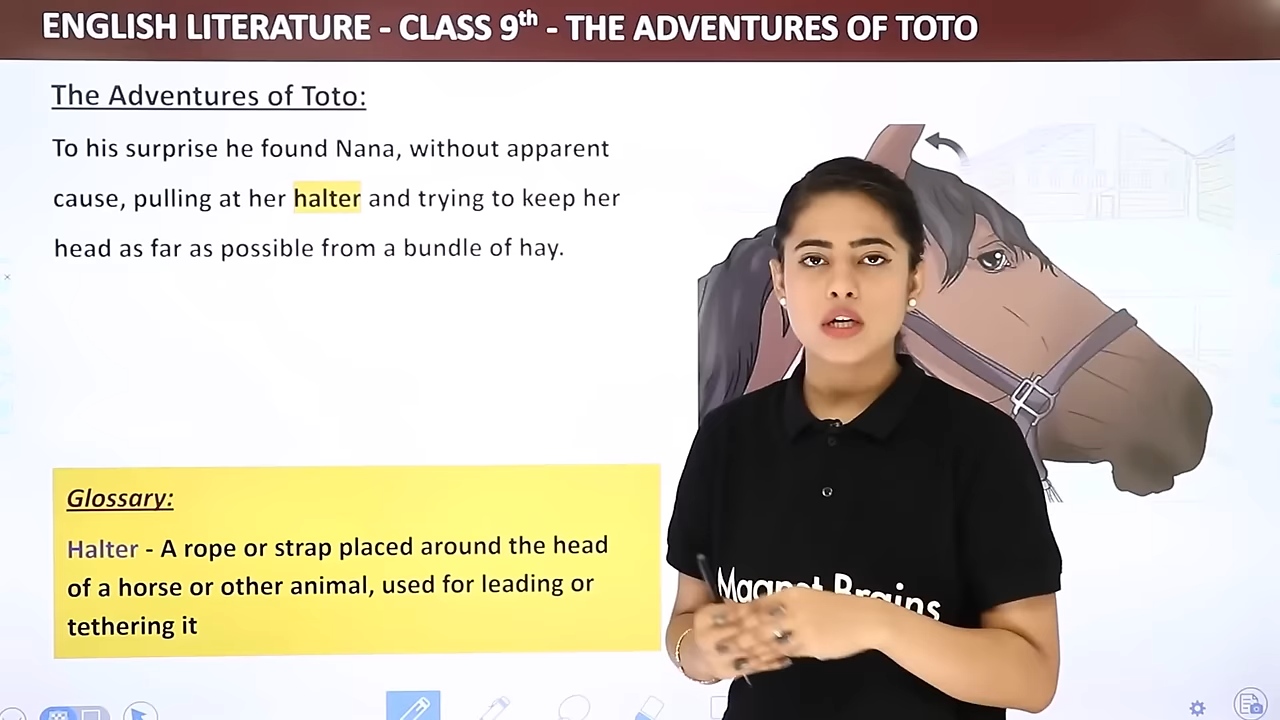 ENGLISH LITERATURE - CLASS 9th - THE ADVENTURES OF TOTO
The Adventures of Toto:
To his surprise he found Nana, without apparent
cause, pulling at her halter and trying to keep her
head as far as possible from a bundle of hay.
Glossary:
Halter - A rope or strap placed around the head
of a horse or other animal, used for leading or
tethering it
Magnet Brains